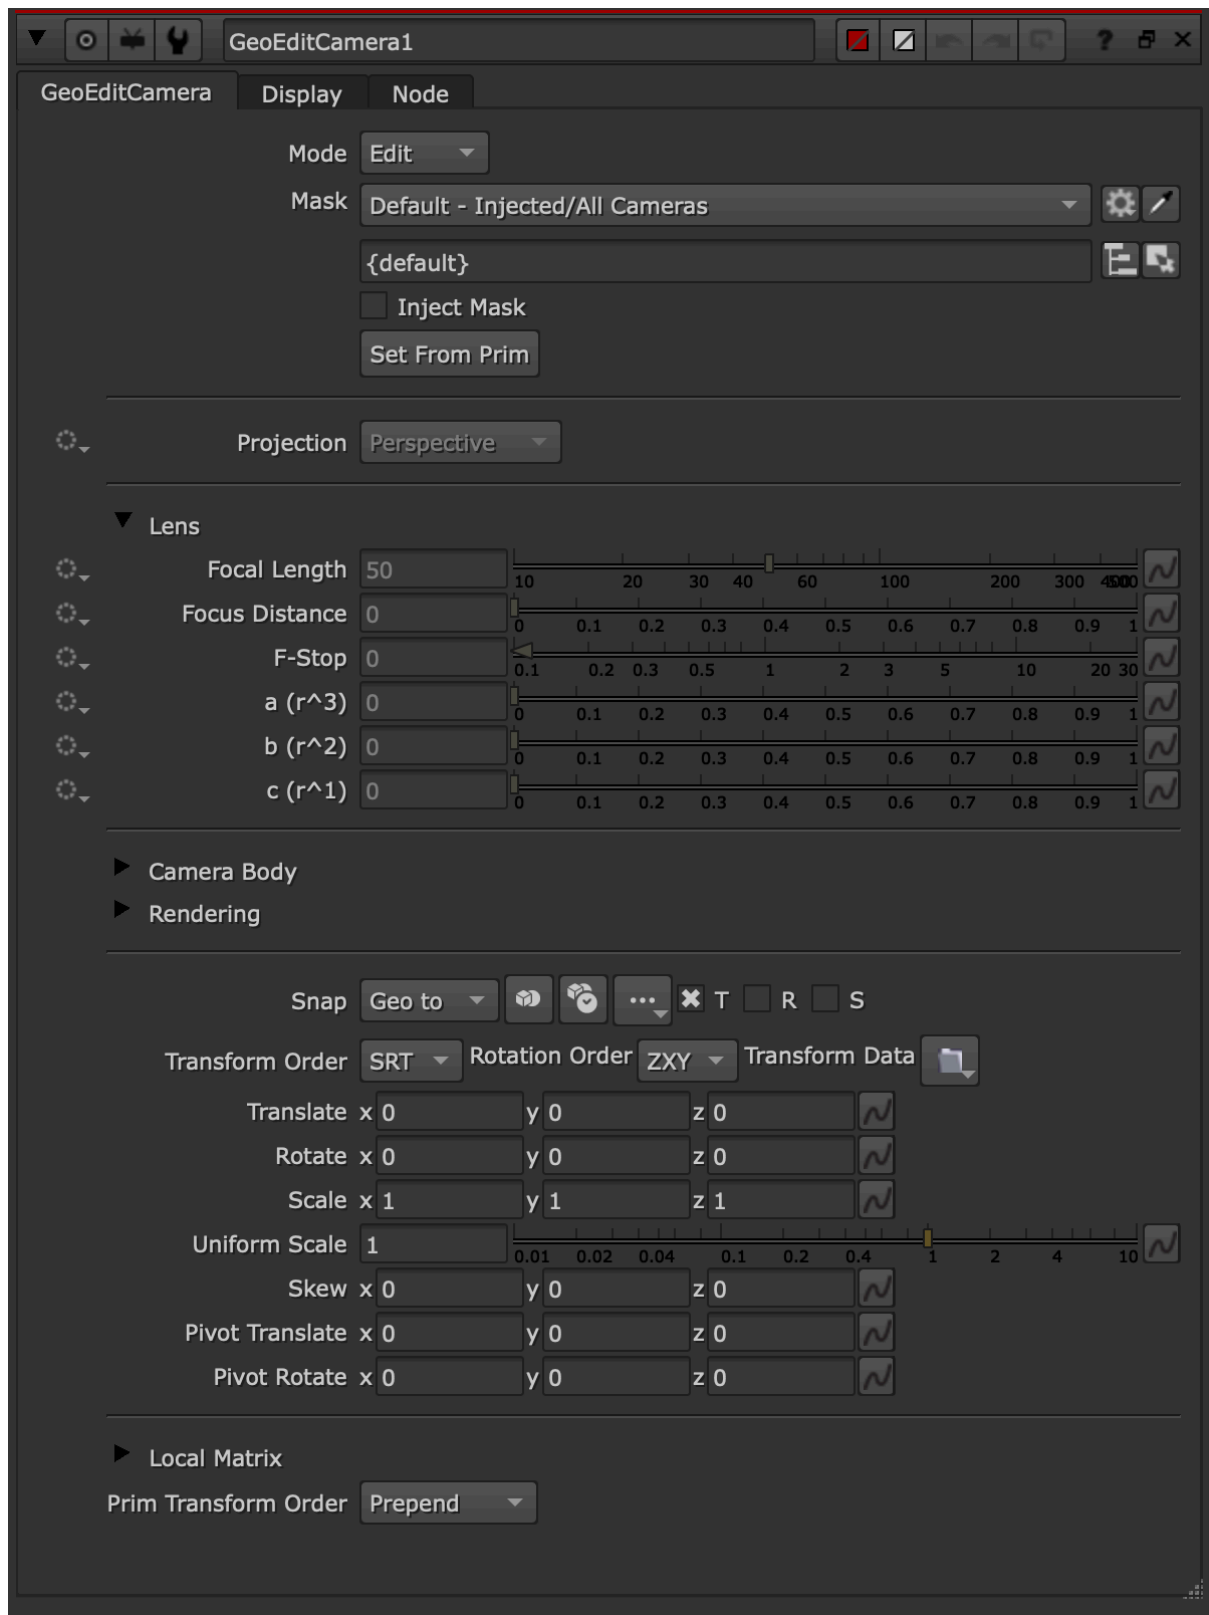 GeoEditCamera1 ?
GeoEditCamera Display Node
Mode Edit
Mask Default - Injected/All Cameras
{default}
Inject Mask
Set From Prim
Projection Perspective
Lens
Focal Length 50 10 20 30 40 60 100 200 300 400 500
Focus Distance 0 0 0.1 0.2 0.3 0.4 0.5 0.6 0.7 0.8 0.9 1
F-Stop 0 0.1 0.2 0.3 0.5 1 2 3 5 10 20 30
a (r^3) 0 0 0.1 0.2 0.3 0.4 0.5 0.6 0.7 0.8 0.9 1
b (r^2) 0 0 0.1 0.2 0.3 0.4 0.5 0.6 0.7 0.8 0.9 1
c (r^1) 0 0 0.1 0.2 0.3 0.4 0.5 0.6 0.7 0.8 0.9 1
Camera Body
Rendering
Snap Geo to ... T R S
Transform Order SRT Rotation Order ZXY Transform Data
Translate x 0 y 0 z 0
Rotate x 0 y 0 z 0
Scale x 1 y 1 z 1
Uniform Scale 1 0.01 0.02 0.04 0.1 0.2 0.4 1 2 4 10
Skew x 0 y 0 z 0
Pivot Translate x 0 y 0 z 0
Pivot Rotate x 0 y 0 z 0
Local Matrix
Prim Transform Order Prepend